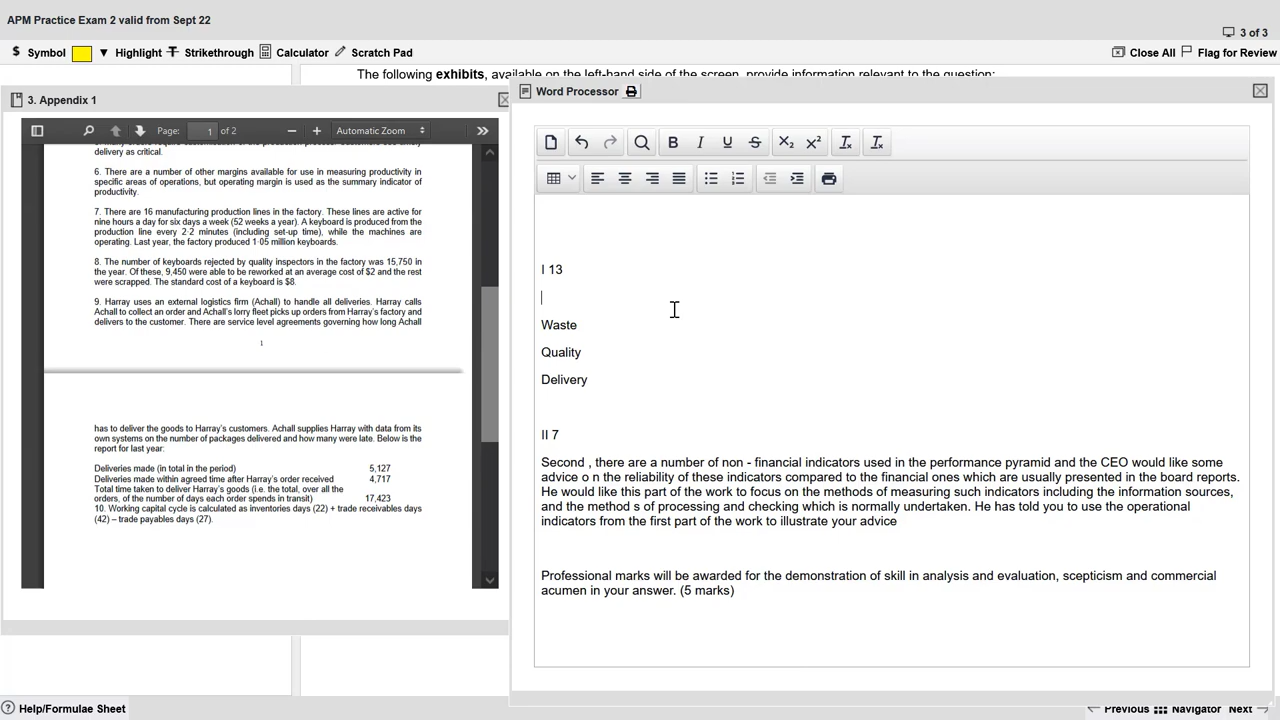 APM Practice Exam 2 valid from Sept 22
3 of 3
$ Symbol Highlight Strikethrough Calculator Scratch Pad
Close All Flag for Review
The following exhibits, available on the left-hand side of the screen, provide information relevant to the question:
3. Appendix 1
Page: 1 of 2
Automatic Zoom
delivery as critical.
6. There are a number of other margins available for use in measuring productivity in
specific areas of operations, but operating margin is used as the summary indicator of
productivity.
7. There are 16 manufacturing production lines in the factory. These lines are active for
nine hours a day for six days a week (52 weeks a year). A keyboard is produced from the
production line every 2·2 minutes (including set-up time), while the machines are
operating. Last year, the factory produced 1·05 million keyboards.
8. The number of keyboards rejected by quality inspectors in the factory was 15,750 in
the year. Of these, 9,450 were able to be reworked at an average cost of $2 and the rest
were scrapped. The standard cost of a keyboard is $8.
9. Harray uses an external logistics firm (Achall) to handle all deliveries. Harray calls
Achall to collect an order and Achall's lorry fleet picks up orders from Harray's factory and
delivers to the customer. There are service level agreements governing how long Achall
1
has to deliver the goods to Harray's customers. Achall supplies Harray with data from its
own systems on the number of packages delivered and how many were late. Below is the
report for last year:
Deliveries made (in total in the period) 5,127
Deliveries made within agreed time after Harray's order received 4,717
Total time taken to deliver Harray's goods (i.e. the total, over all the
orders, of the number of days each order spends in transit) 17,423
10. Working capital cycle is calculated as inventories days (22) + trade receivables days
(42) – trade payables days (27).
Word Processor
B I U S X₂ X² Ix Ix
I 13
Waste
Quality
Delivery
II 7
Second , there are a number of non - financial indicators used in the performance pyramid and the CEO would like some
advice o n the reliability of these indicators compared to the financial ones which are usually presented in the board reports.
He would like this part of the work to focus on the methods of measuring such indicators including the information sources,
and the method s of processing and checking which is normally undertaken. He has told you to use the operational
indicators from the first part of the work to illustrate your advice
Professional marks will be awarded for the demonstration of skill in analysis and evaluation, scepticism and commercial
acumen in your answer. (5 marks)
Help/Formulae Sheet
Previous Navigator Next